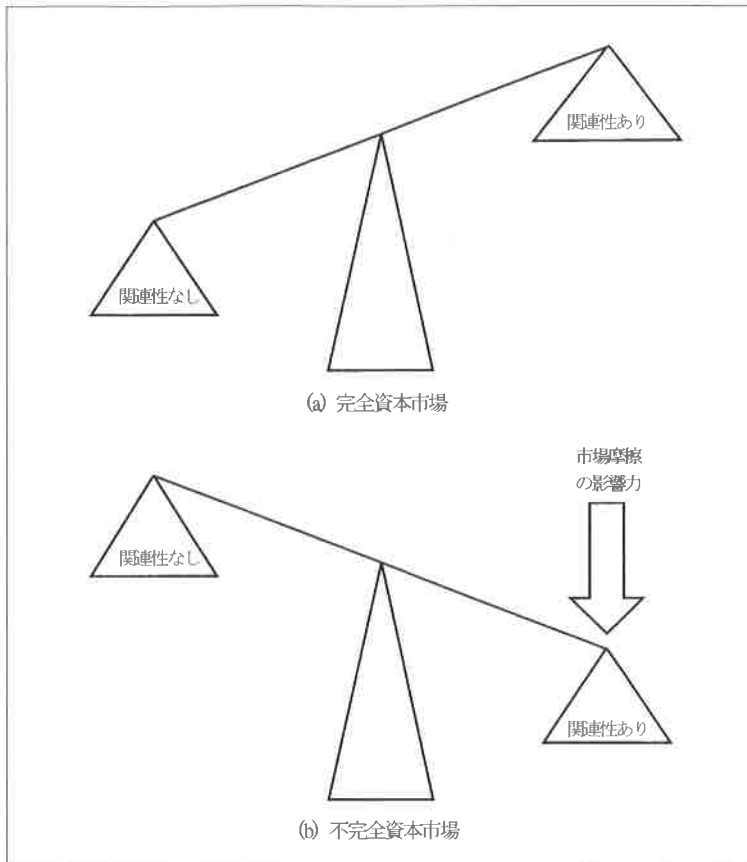 関連性あり
関連性なし
(a) 完全資本市場
市場摩擦
の影響力
関連性なし
関連性あり
(b) 不完全資本市場